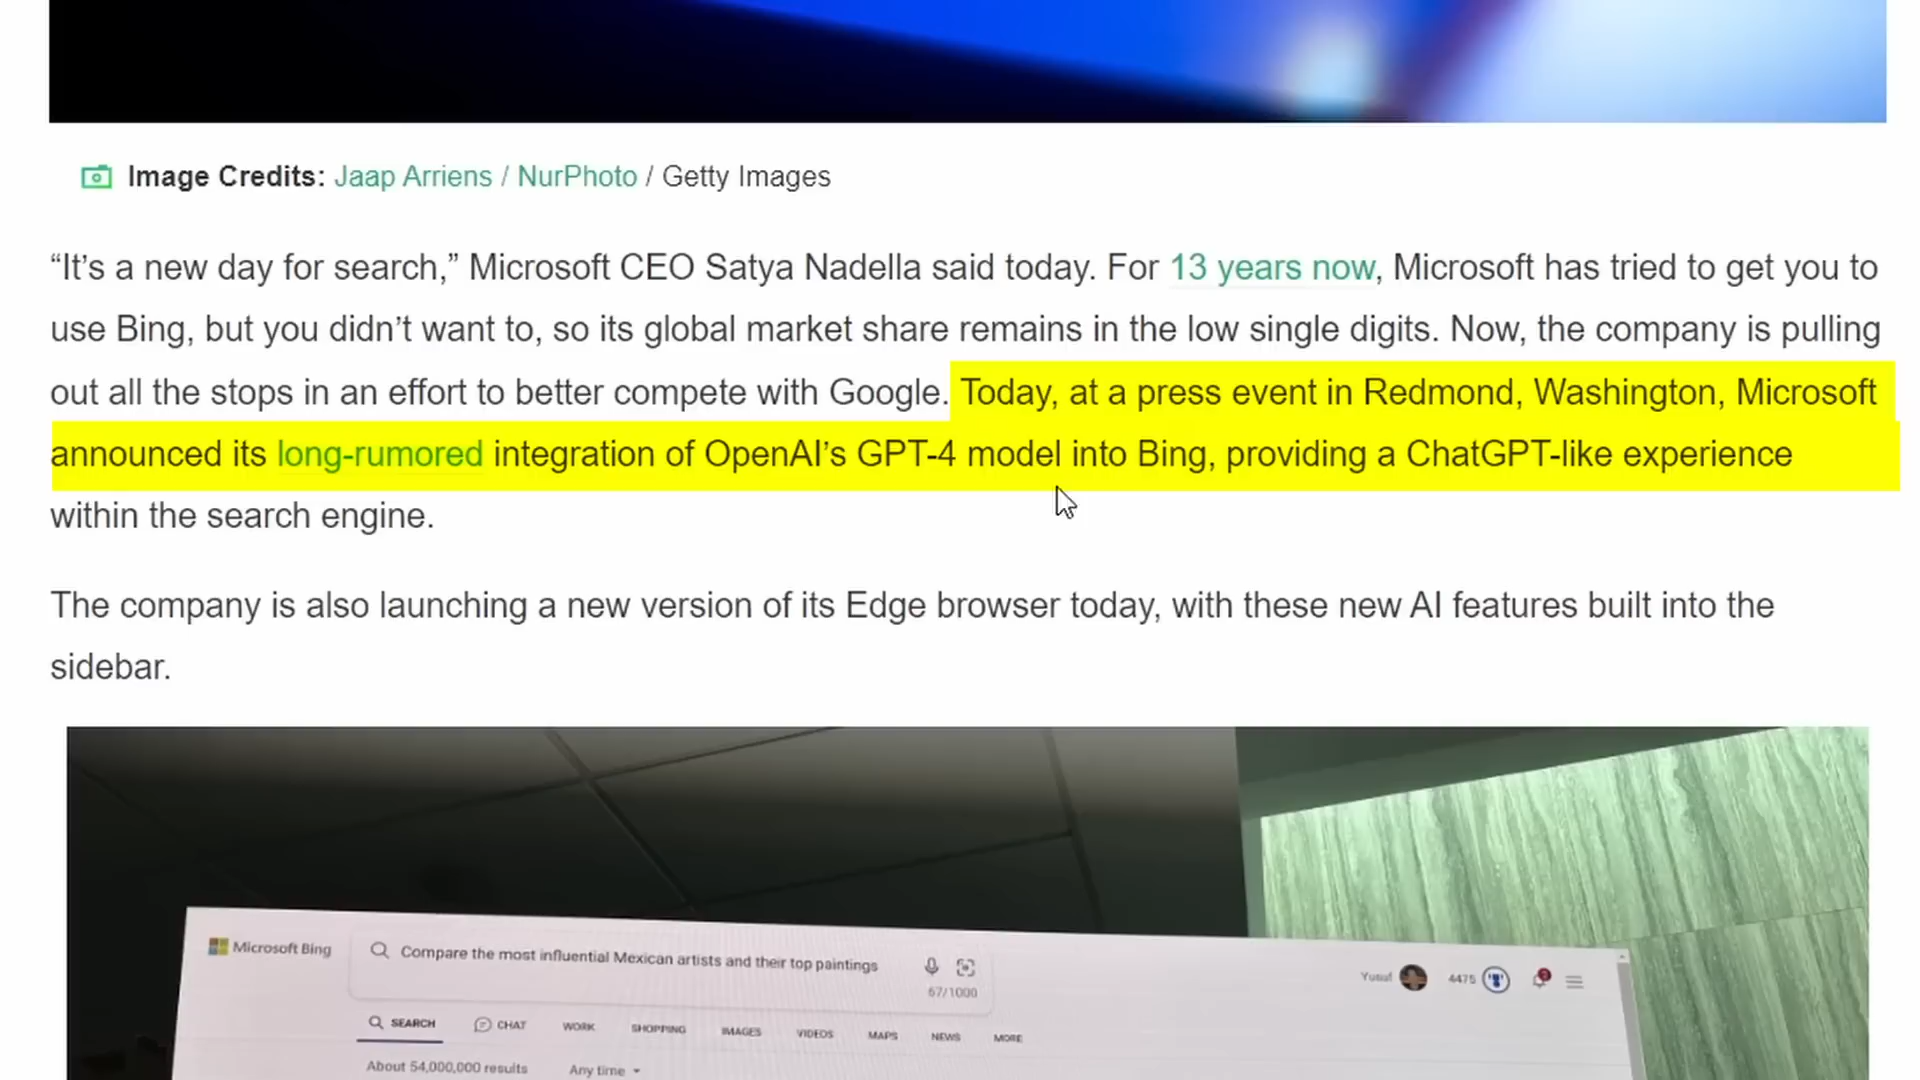 Image Credits: Jaap Arriens / NurPhoto / Getty Images
“It’s a new day for search,” Microsoft CEO Satya Nadella said today. For 13 years now, Microsoft has tried to get you to
use Bing, but you didn’t want to, so its global market share remains in the low single digits. Now, the company is pulling
out all the stops in an effort to better compete with Google. Today, at a press event in Redmond, Washington, Microsoft
announced its long-rumored integration of OpenAI’s GPT-4 model into Bing, providing a ChatGPT-like experience
within the search engine.
The company is also launching a new version of its Edge browser today, with these new AI features built into the
sidebar.
Microsoft Bing
Compare the most influential Mexican artists and their top paintings
67/1000
Yusuf
4475
SEARCH CHAT WORK SHOPPING IMAGES VIDEOS MAPS NEWS MORE
About 54,000,000 results Any time